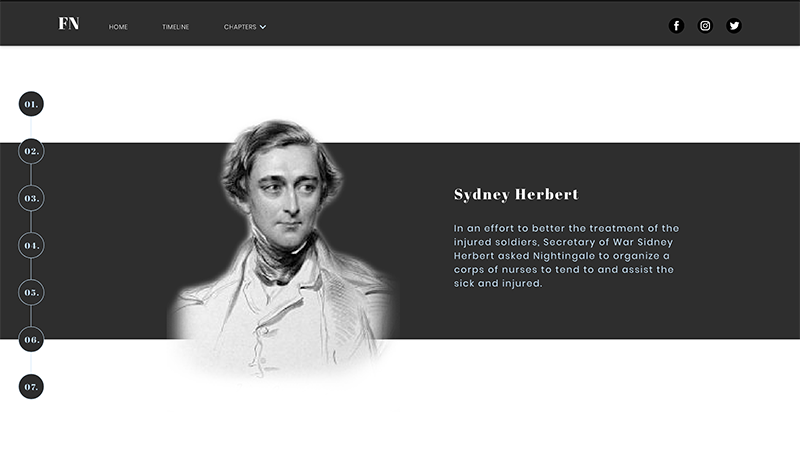 FN
HOME
TIMELINE
CHAPTERS
01.
02.
03.
04.
05.
06.
07.
Sydney Herbert
In an effort to better the treatment of the
injured soldiers, Secretary of War Sidney
Herbert asked Nightingale to organize a
corps of nurses to tend to and assist the
sick and injured.